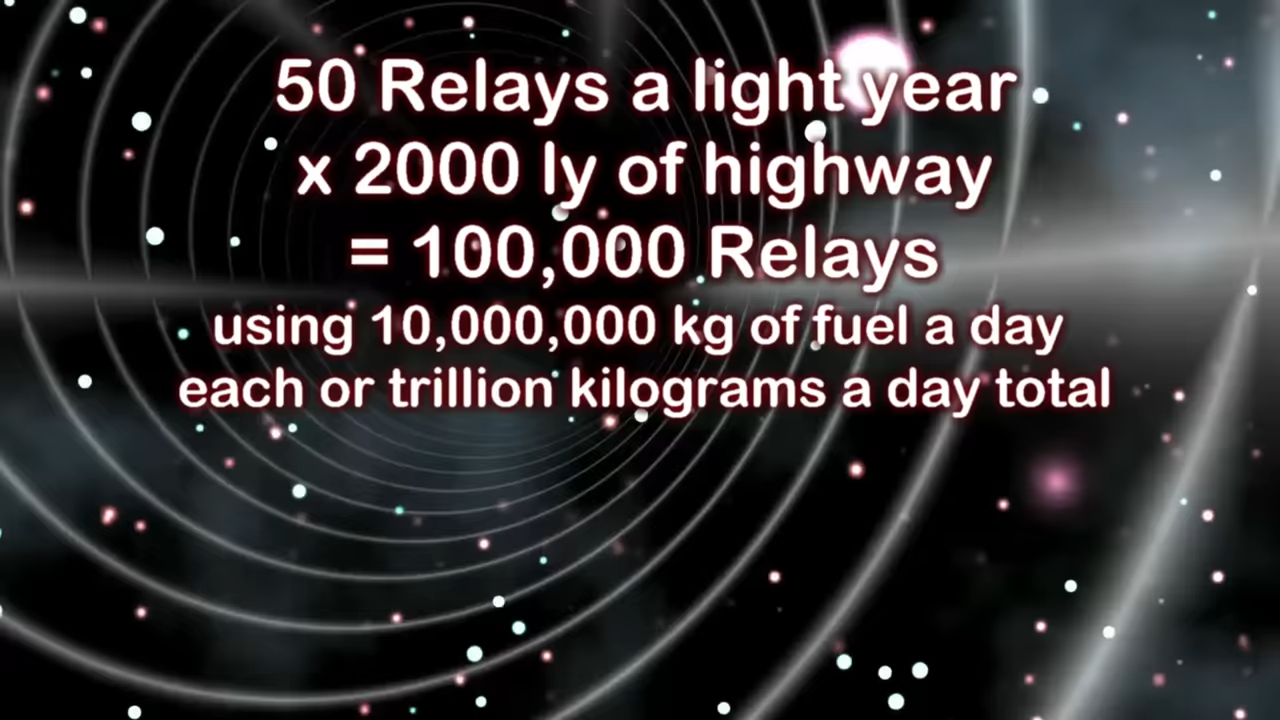 50 Relays a light year
x 2000 ly of highway
= 100,000 Relays
using 10,000,000 kg of fuel a day
each or trillion kilograms a day total